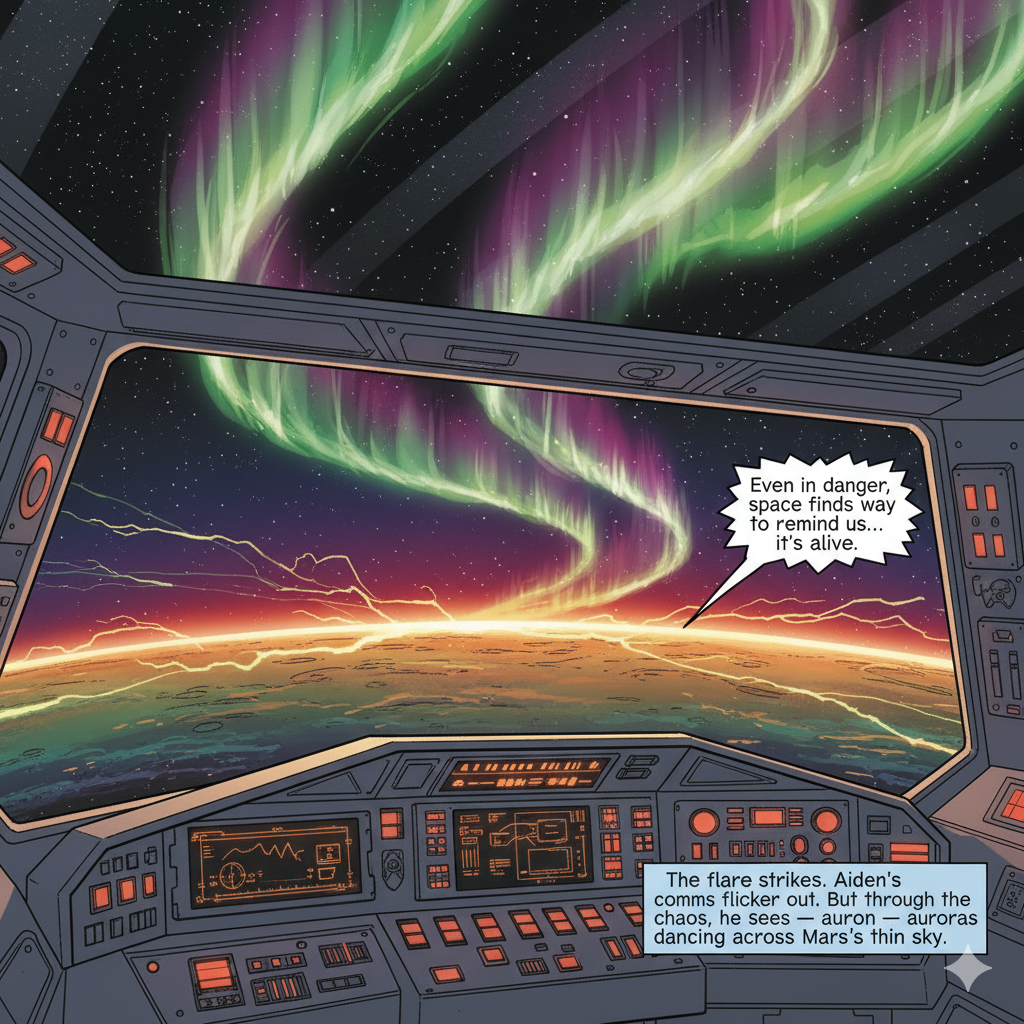 Even in danger,
space finds way
to remind us...
it's alive.
The flare strikes. Aiden's
comms flicker out. But through the
chaos, he sees — auron — auroras
dancing across Mars's thin sky.